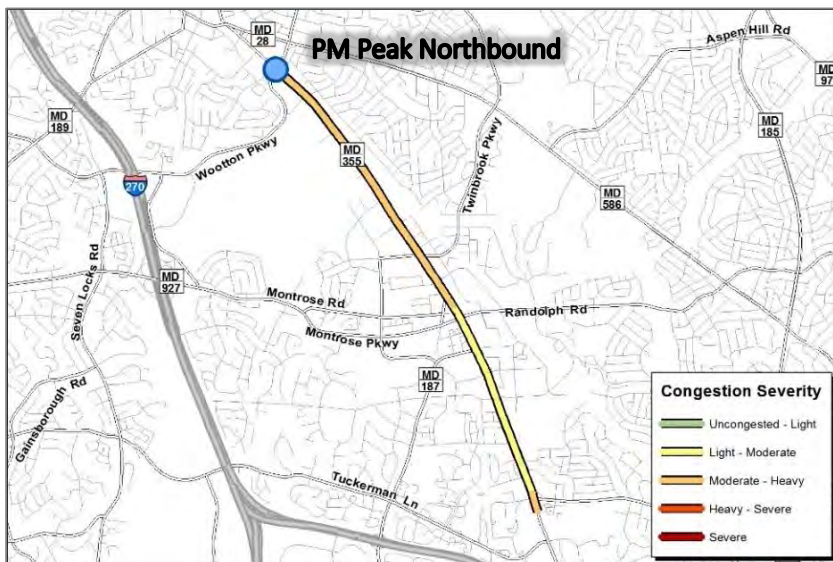 MD
28
PM Peak Northbound
Aspen Hill Rd
MD
97
MD
189
MD
185
MD
355
Wootton Pkwy
Twinbrook Pkwy
270
MD
586
Seven Locks Rd
MD
927
Montrose Rd
Randolph Rd
Montrose Pkwy
MD
187
Gainsborough Rd
Tuckerman Ln
Congestion Severity
Uncongested - Light
Light - Moderate
Moderate - Heavy
Heavy - Severe
Severe